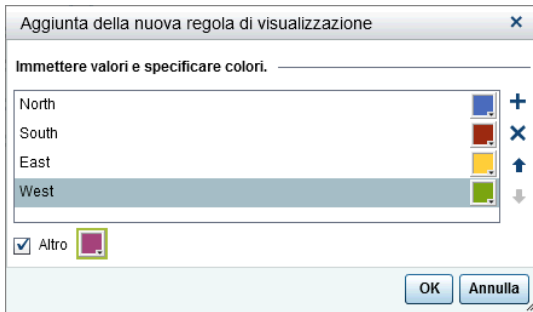 Aggiunta della nuova regola di visualizzazione
Immettere valori e specificare colori.
North
South
East
West
Altro
OK Annulla